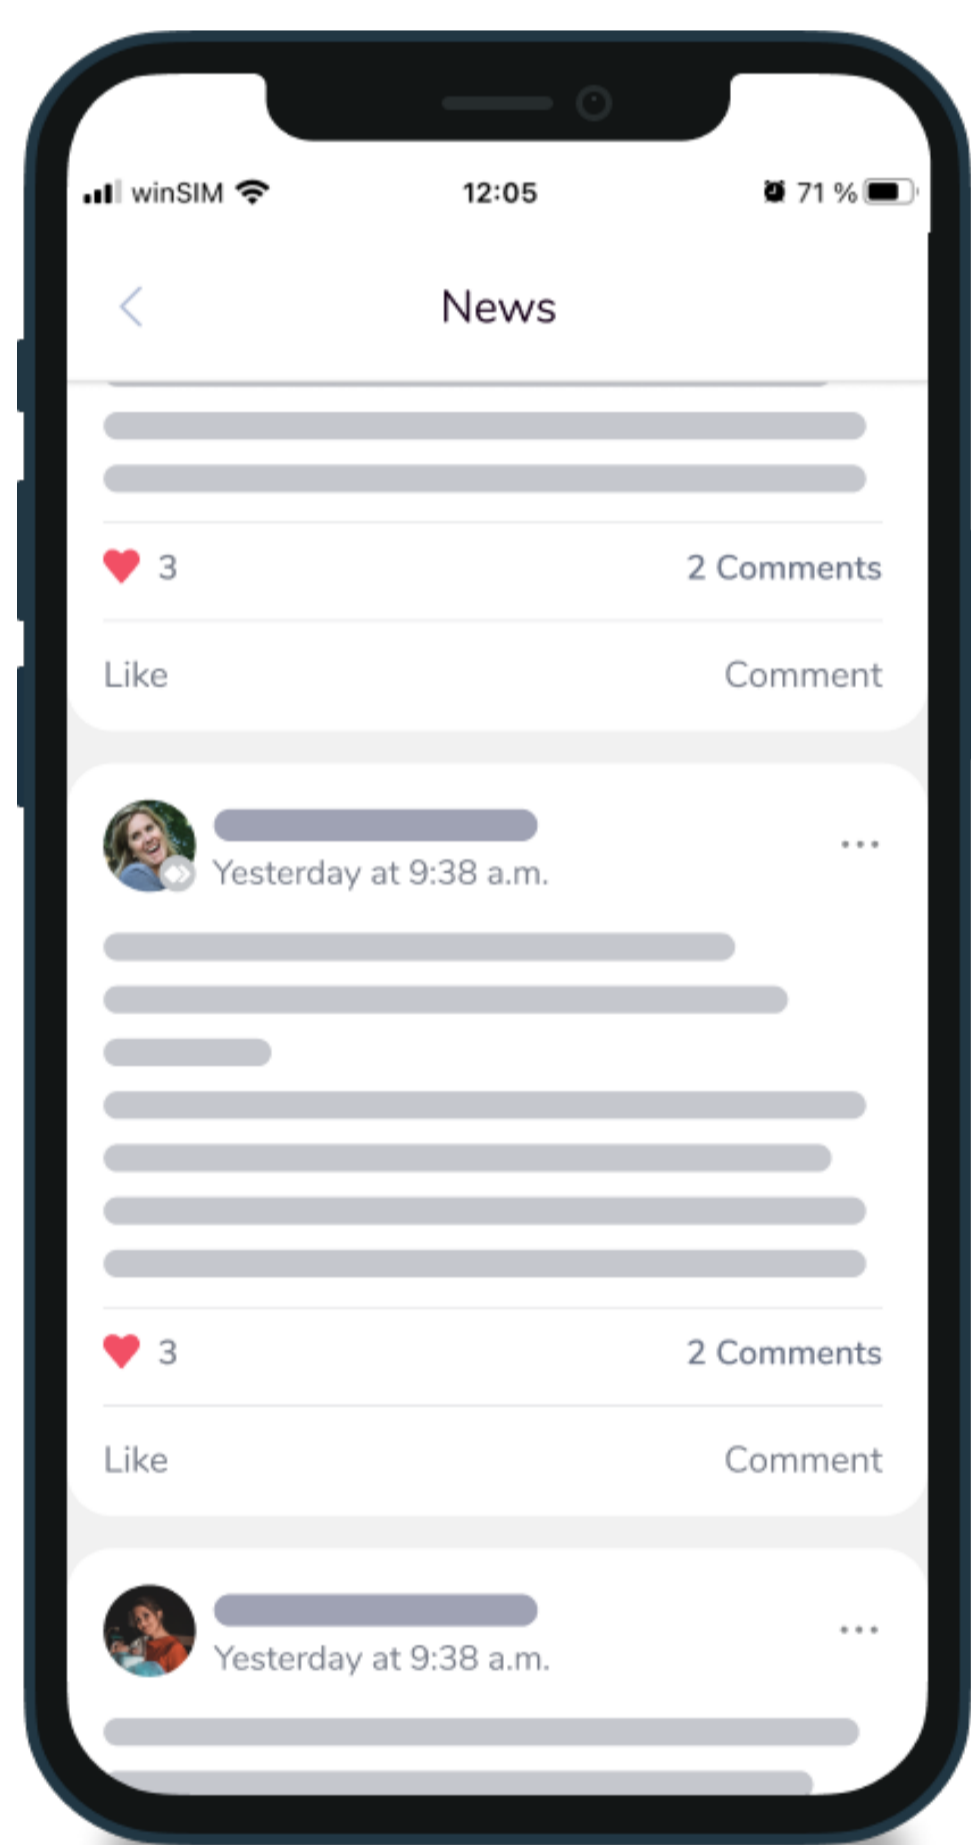 winSIM 12:05 71 %
News
3 2 Comments
Like Comment
Yesterday at 9:38 a.m.
3 2 Comments
Like Comment
Yesterday at 9:38 a.m.